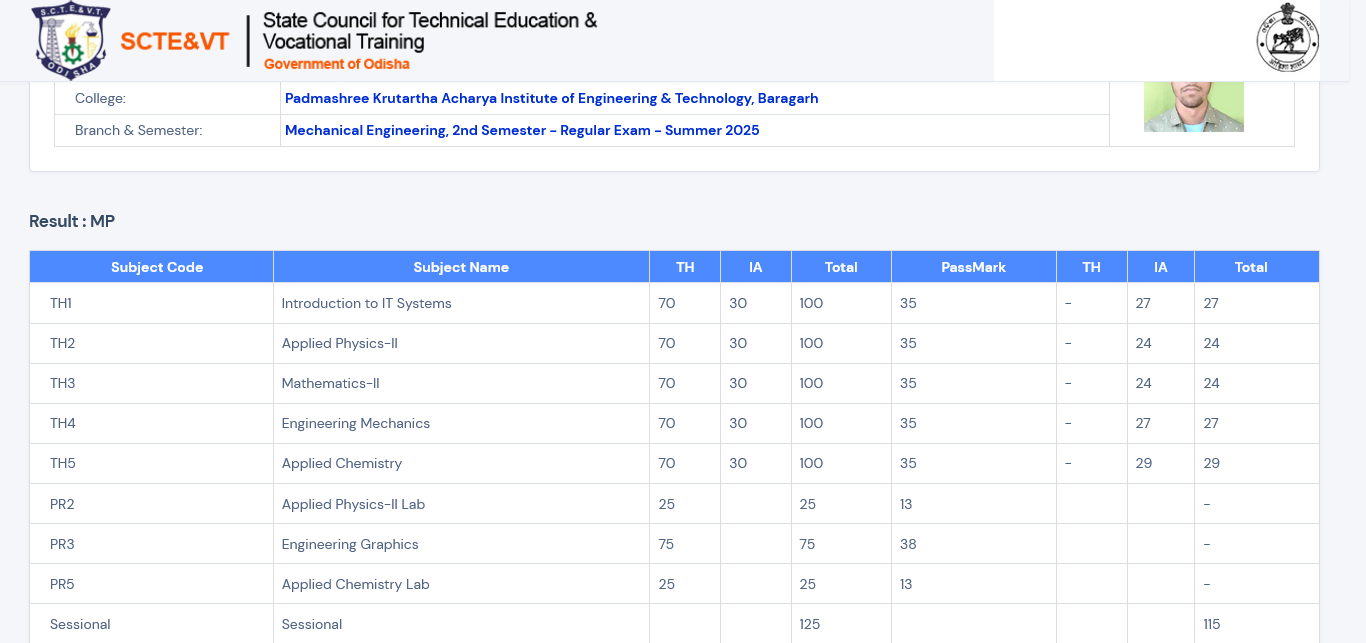 S.C.T.E.&V.T.
ODISHA
SCTE&VT
State Council for Technical Education &
Vocational Training
Government of Odisha
College: Padmashree Krutartha Acharya Institute of Engineering & Technology, Baragarh
Branch & Semester: Mechanical Engineering, 2nd Semester - Regular Exam - Summer 2025
Result : MP
Subject Code Subject Name TH IA Total PassMark TH IA Total
TH1 Introduction to IT Systems 70 30 100 35 - 27 27
TH2 Applied Physics-II 70 30 100 35 - 24 24
TH3 Mathematics-II 70 30 100 35 - 24 24
TH4 Engineering Mechanics 70 30 100 35 - 27 27
TH5 Applied Chemistry 70 30 100 35 - 29 29
PR2 Applied Physics-II Lab 25 25 13 -
PR3 Engineering Graphics 75 75 38 -
PR5 Applied Chemistry Lab 25 25 13 -
Sessional Sessional 125 115